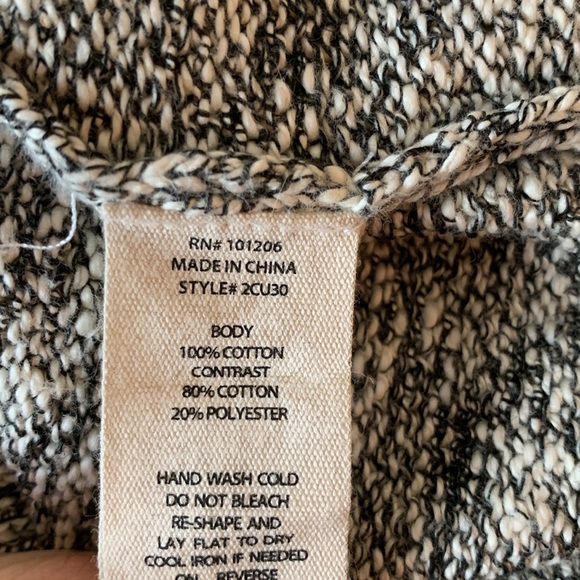 RN# 101206
MADE IN CHINA
STYLE# 2CU30
BODY
100% COTTON
CONTRAST
80% COTTON
20% POLYESTER
HAND WASH COLD
DO NOT BLEACH
RE-SHAPE AND
LAY FLAT TO DRY
COOL IRON IF NEEDED
ON REVERSE